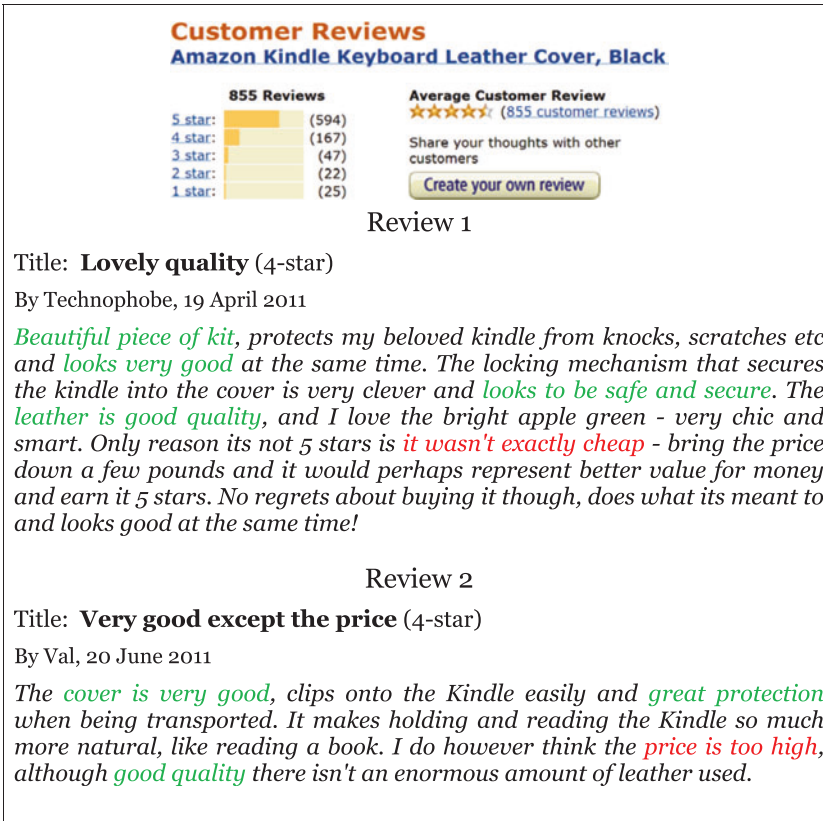 Customer Reviews
Amazon Kindle Keyboard Leather Cover, Black
855 Reviews
5 star: (594)
4 star: (167)
3 star: (47)
2 star: (22)
1 star: (25)
Average Customer Review
(855 customer reviews)
Share your thoughts with other
customers
Create your own review
Review 1
Title: Lovely quality (4-star)
By Technophobe, 19 April 2011
Beautiful piece of kit, protects my beloved kindle from knocks, scratches etc
and looks very good at the same time. The locking mechanism that secures
the kindle into the cover is very clever and looks to be safe and secure. The
leather is good quality, and I love the bright apple green - very chic and
smart. Only reason its not 5 stars is it wasn't exactly cheap - bring the price
down a few pounds and it would perhaps represent better value for money
and earn it 5 stars. No regrets about buying it though, does what its meant to
and looks good at the same time!
Review 2
Title: Very good except the price (4-star)
By Val, 20 June 2011
The cover is very good, clips onto the Kindle easily and great protection
when being transported. It makes holding and reading the Kindle so much
more natural, like reading a book. I do however think the price is too high,
although good quality there isn't an enormous amount of leather used.